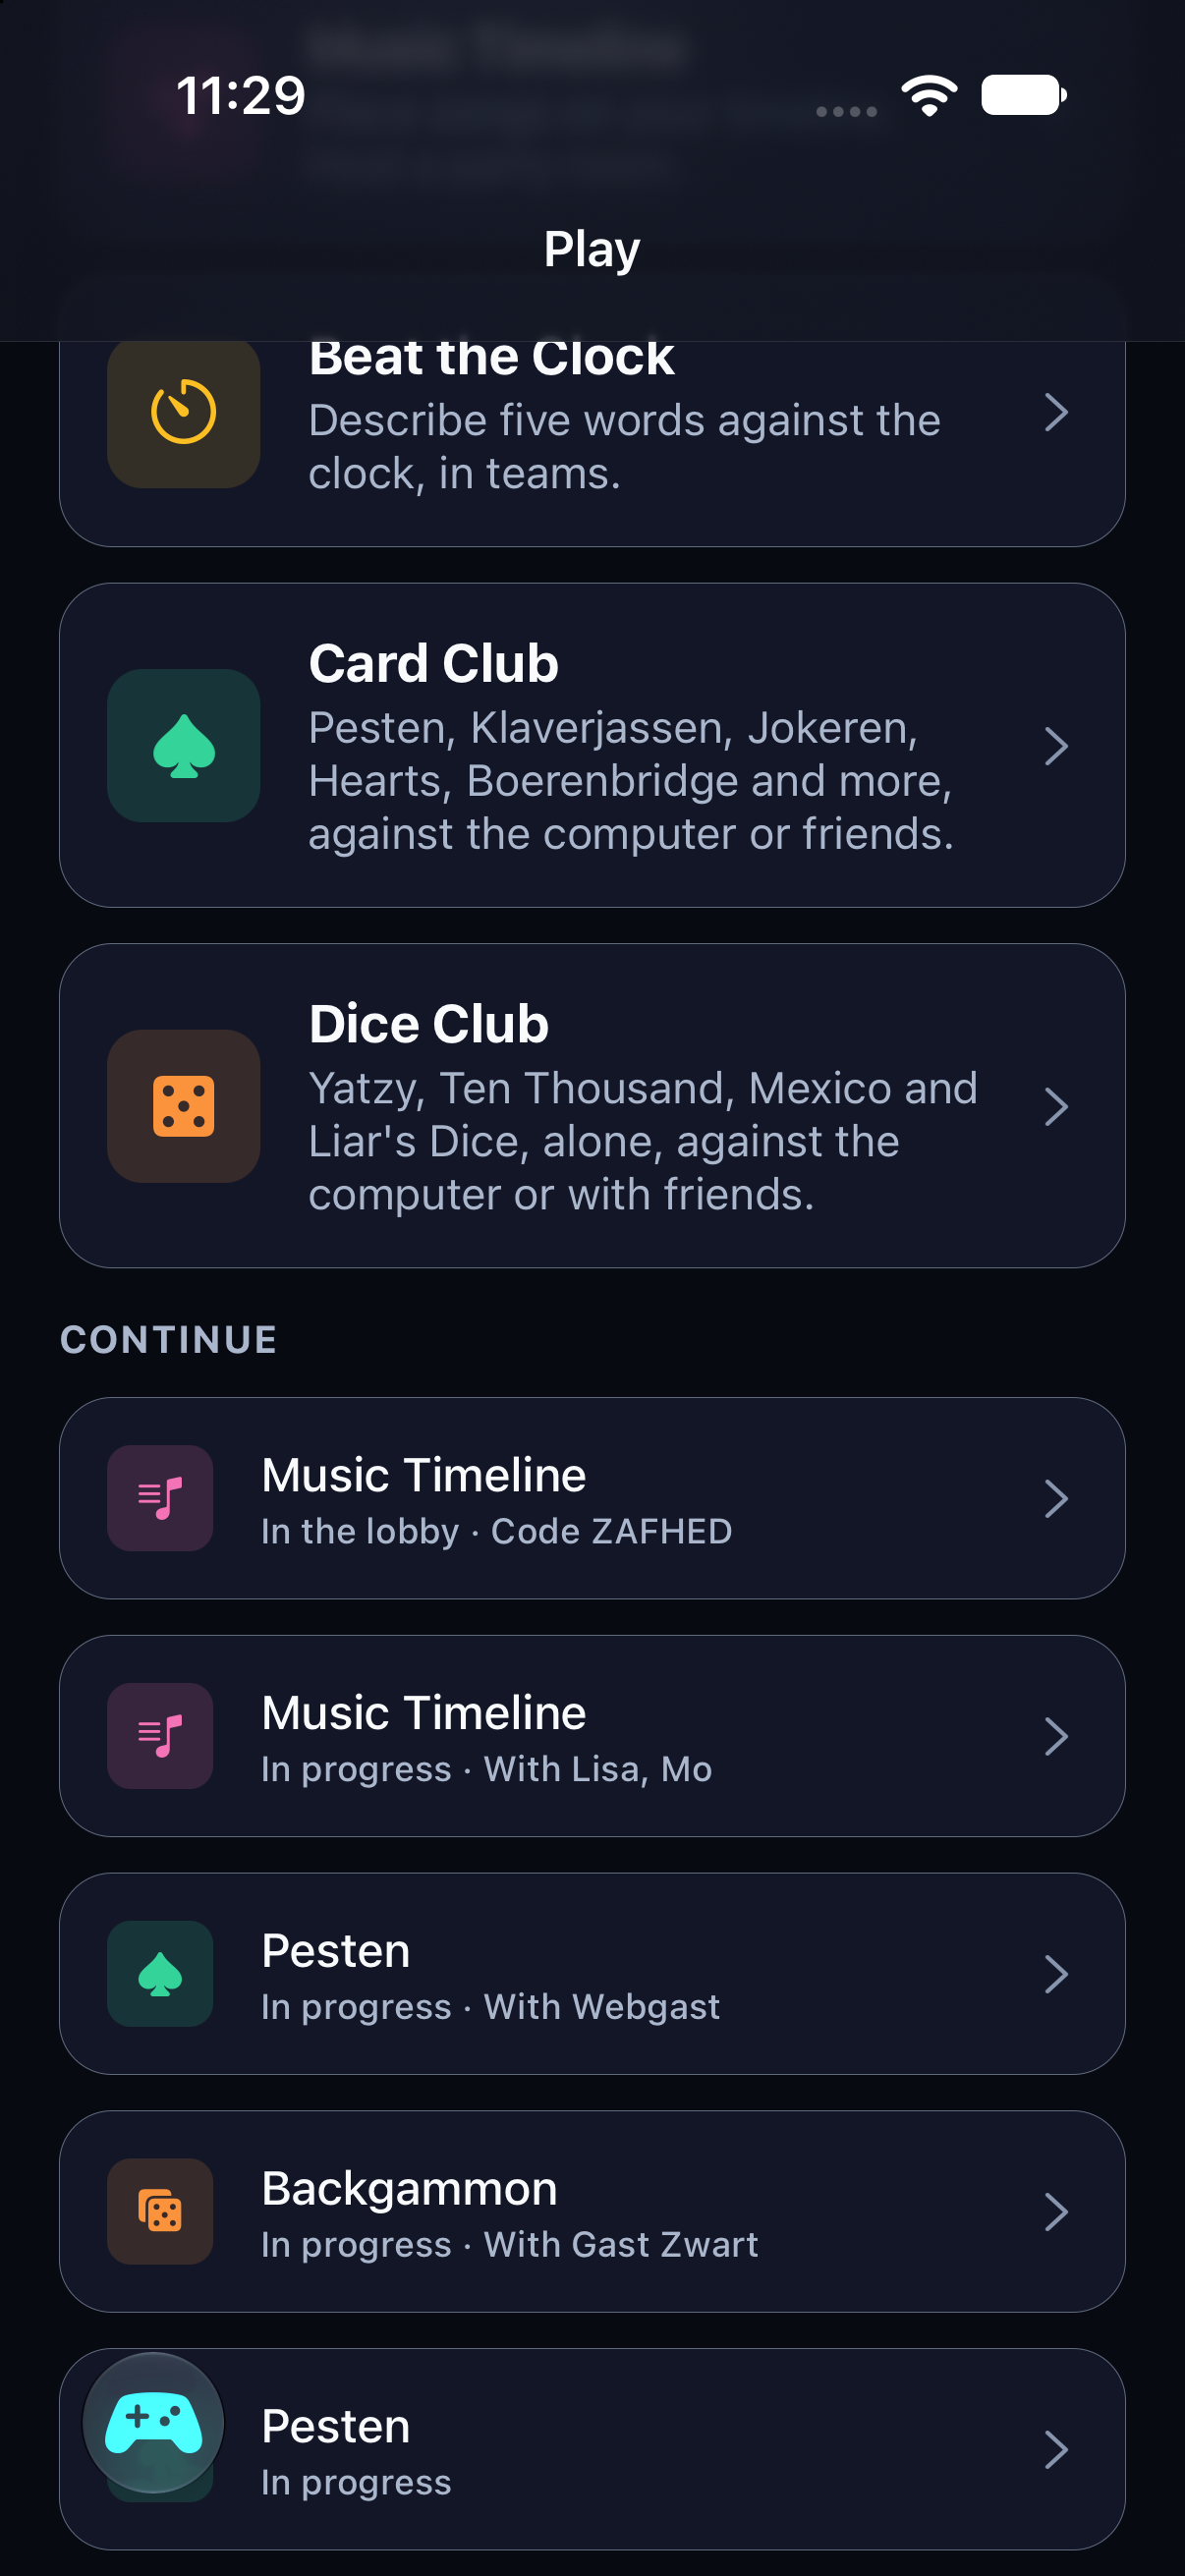 11:29
Play
Beat the Clock
Describe five words against the
clock, in teams.
Card Club
Pesten, Klaverjassen, Jokeren,
Hearts, Boerenbridge and more,
against the computer or friends.
Dice Club
Yatzy, Ten Thousand, Mexico and
Liar's Dice, alone, against the
computer or with friends.
CONTINUE
Music Timeline
In the lobby · Code ZAFHED
Music Timeline
In progress · With Lisa, Mo
Pesten
In progress · With Webgast
Backgammon
In progress · With Gast Zwart
Pesten
In progress